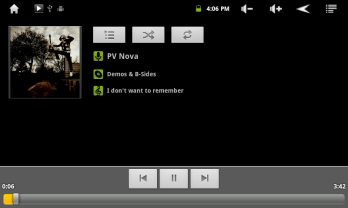 4:06 PM
PV Nova
Demos & B-Sides
I don't want to remember
0:06
3:42